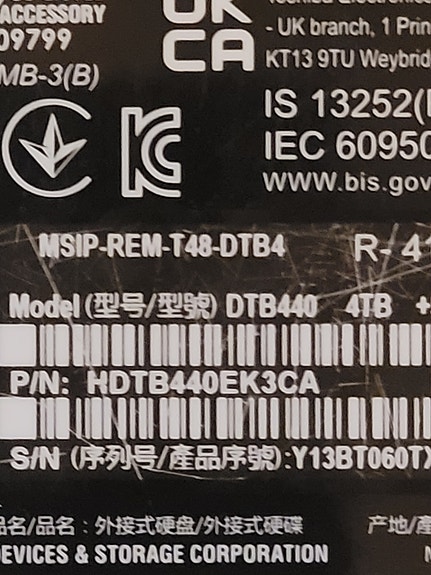 /ACCESSORY
09799
MB-3(B)
UK
CA
- UK branch, 1 Prin
KT13 9TU Weybrid
IS 13252(
IEC 60950
www.bis.gov
MSIP-REM-T48-DTB4 R- 41
Model (型号/型號) DTB440 4TB +
P/N: HDTB440EK3CA
S/N (序列号/產品序號):Y13BT060T
品名/品名 : 外接式硬盘/外接式硬碟 产地/產
DEVICES & STORAGE CORPORATION